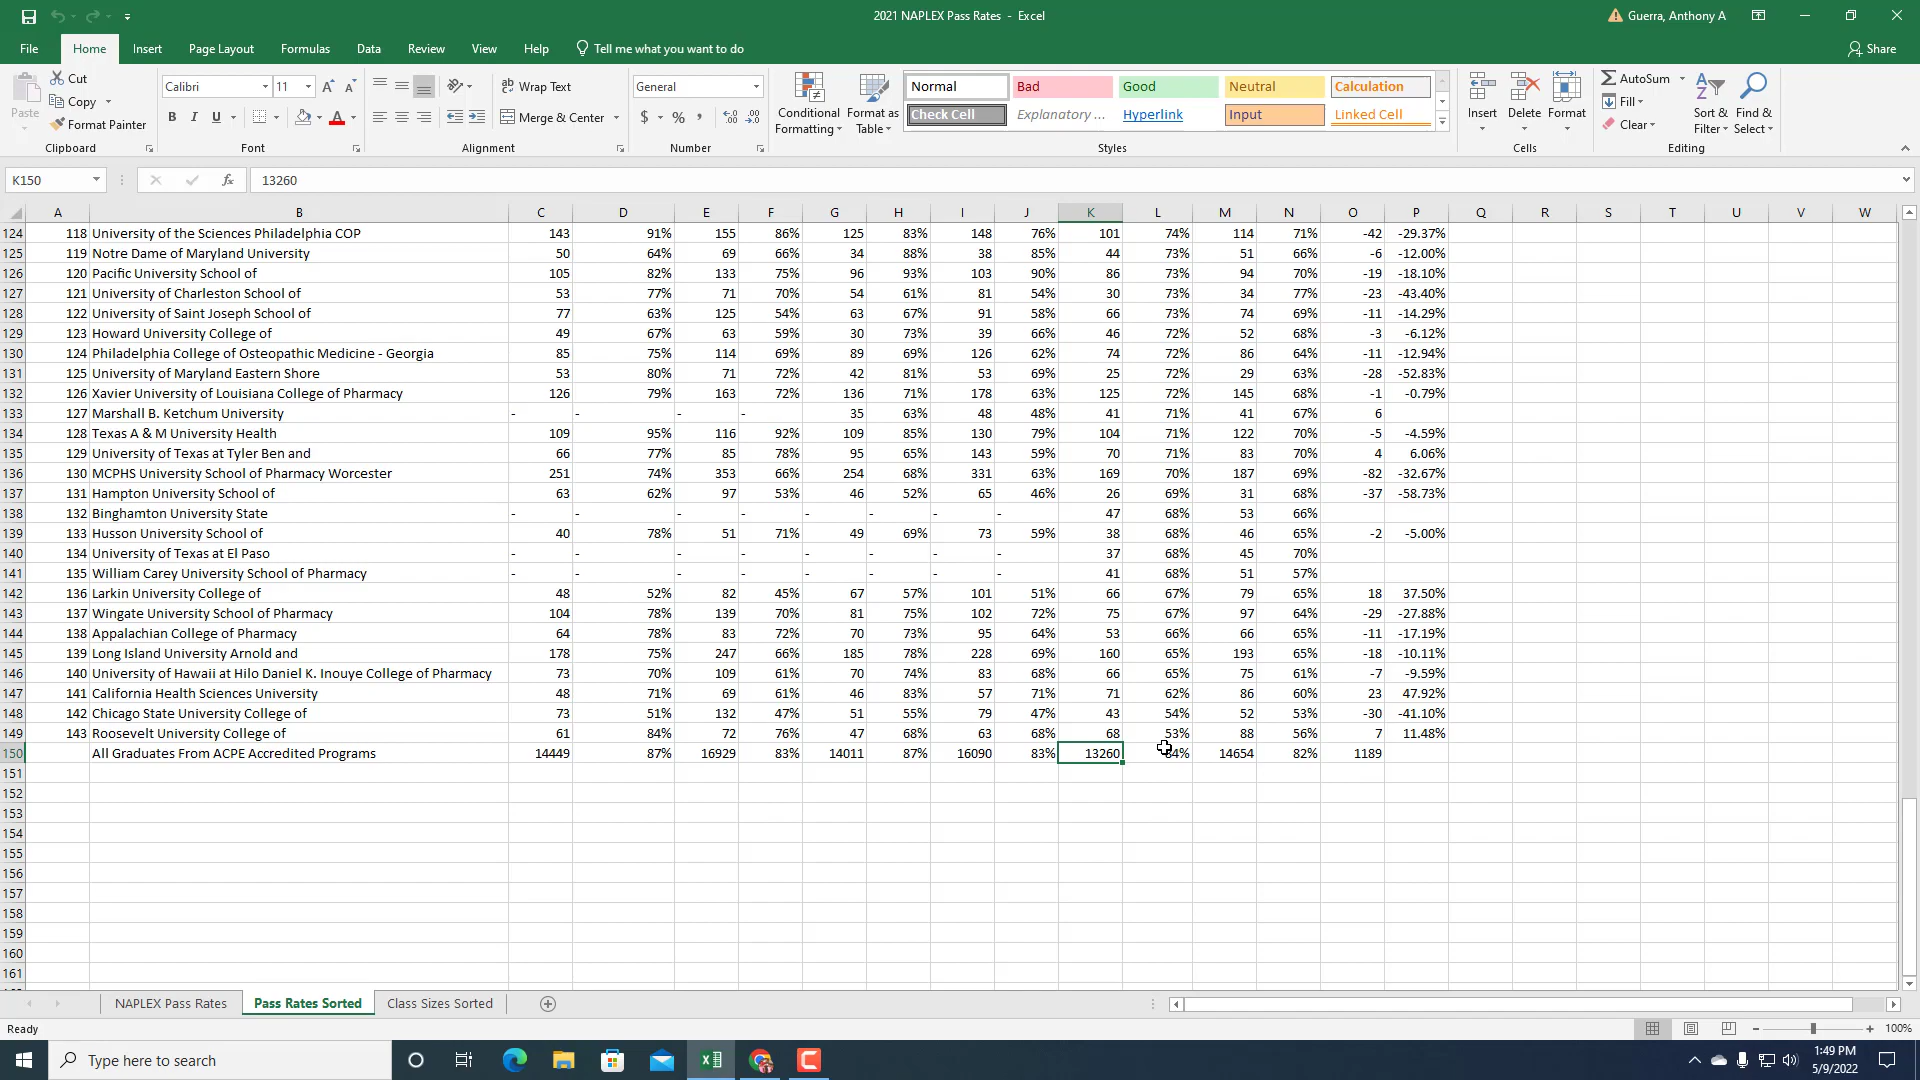 2021 NAPLEX Pass Rates - Excel
Guerra, Anthony A
File Home Insert Page Layout Formulas Data Review View Help Tell me what you want to do Share
Paste Cut Copy Format Painter Clipboard
Calibri 11 A A B I U A Font
Wrap Text Merge & Center Alignment
General $ % , Number
Conditional Formatting Format as Table
Normal Bad Good Neutral Calculation
Check Cell Explanatory ... Hyperlink Input Linked Cell
Styles
Insert Delete Format Cells
AutoSum Fill Clear Sort & Filter Find & Select Editing
K150 fx 13260
A B C D E F G H I J K L M N O P Q R S T U V W
124 118 University of the Sciences Philadelphia COP 143 91% 155 86% 125 83% 148 76% 101 74% 114 71% -42 -29.37%
125 119 Notre Dame of Maryland University 50 64% 69 66% 34 88% 38 85% 44 73% 51 66% -6 -12.00%
126 120 Pacific University School of 105 82% 133 75% 96 93% 103 90% 86 73% 94 70% -19 -18.10%
127 121 University of Charleston School of 53 77% 71 70% 54 61% 81 54% 30 73% 34 77% -23 -43.40%
128 122 University of Saint Joseph School of 77 63% 125 54% 63 67% 91 58% 66 73% 74 69% -11 -14.29%
129 123 Howard University College of 49 67% 63 59% 30 73% 39 66% 46 72% 52 68% -3 -6.12%
130 124 Philadelphia College of Osteopathic Medicine - Georgia 85 75% 114 69% 89 69% 126 62% 74 72% 86 64% -11 -12.94%
131 125 University of Maryland Eastern Shore 53 80% 71 72% 42 81% 53 69% 25 72% 29 63% -28 -52.83%
132 126 Xavier University of Louisiana College of Pharmacy 126 79% 163 72% 136 71% 178 63% 125 72% 145 68% -1 -0.79%
133 127 Marshall B. Ketchum University - - - - 35 63% 48 48% 41 71% 41 67% 6
134 128 Texas A & M University Health 109 95% 116 92% 109 85% 130 79% 104 71% 122 70% -5 -4.59%
135 129 University of Texas at Tyler Ben and 66 77% 85 78% 95 65% 143 59% 70 71% 83 70% 4 6.06%
136 130 MCPHS University School of Pharmacy Worcester 251 74% 353 66% 254 68% 331 63% 169 70% 187 69% -82 -32.67%
137 131 Hampton University School of 63 62% 97 53% 46 52% 65 46% 26 69% 31 68% -37 -58.73%
138 132 Binghamton University State - - - - - - - - 47 68% 53 66%
139 133 Husson University School of 40 78% 51 71% 49 69% 73 59% 38 68% 46 65% -2 -5.00%
140 134 University of Texas at El Paso - - - - - - - - 37 68% 45 70%
141 135 William Carey University School of Pharmacy - - - - - - - - 41 68% 51 57%
142 136 Larkin University College of 48 52% 82 45% 67 57% 101 51% 66 67% 79 65% 18 37.50%
143 137 Wingate University School of Pharmacy 104 78% 139 70% 81 75% 102 72% 75 67% 97 64% -29 -27.88%
144 138 Appalachian College of Pharmacy 64 78% 83 72% 70 73% 95 64% 53 66% 66 65% -11 -17.19%
145 139 Long Island University Arnold and 178 75% 247 66% 185 78% 228 69% 160 65% 193 65% -18 -10.11%
146 140 University of Hawaii at Hilo Daniel K. Inouye College of Pharmacy 73 70% 109 61% 70 74% 83 68% 66 65% 75 61% -7 -9.59%
147 141 California Health Sciences University 48 71% 69 61% 46 83% 57 71% 71 62% 86 60% 23 47.92%
148 142 Chicago State University College of 73 51% 132 47% 51 55% 79 47% 43 54% 52 53% -30 -41.10%
149 143 Roosevelt University College of 61 84% 72 76% 47 68% 63 68% 68 53% 88 56% 7 11.48%
150 All Graduates From ACPE Accredited Programs 14449 87% 16929 83% 14011 87% 16090 83% 13260 84% 14654 82% 1189
151
152
153
154
155
156
157
158
159
160
161
NAPLEX Pass Rates Pass Rates Sorted Class Sizes Sorted
Ready 100%
Type here to search
1:49 PM
5/9/2022